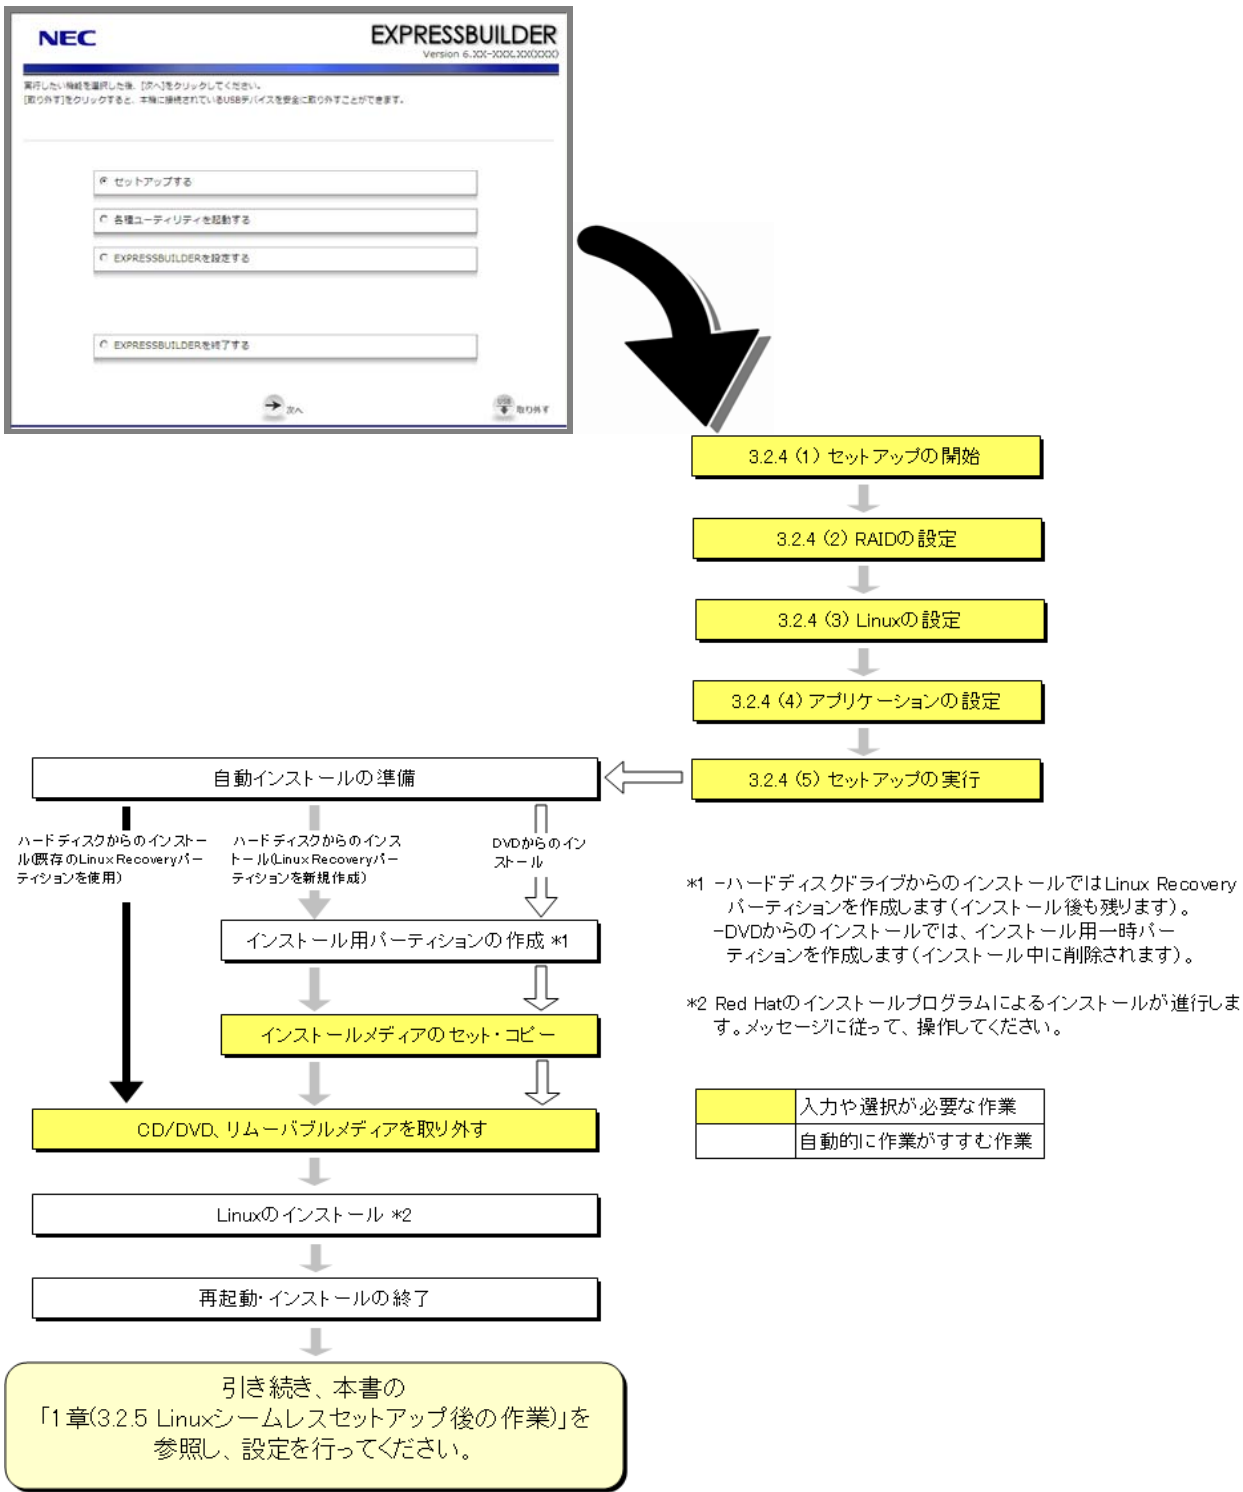 NEC
EXPRESSBUILDER
Version 6.XX-XXX.XX(XXX)
実行したい機能を選択した後、[次へ]をクリックしてください。
[取り外す]をクリックすると、本機に接続されているUSBデバイスを安全に取り外すことができます。
セットアップする
各種ユーティリティを起動する
EXPRESSBUILDERを設定する
EXPRESSBUILDERを終了する
次へ
USB
取り外す
3.2.4 (1) セットアップの開始
3.2.4 (2) RAIDの設定
3.2.4 (3) Linuxの設定
3.2.4 (4) アプリケーションの設定
3.2.4 (5) セットアップの実行
自動インストールの準備
ハードディスクからのインストー
ル(既存のLinux Recoveryパー
ティションを使用)
ハードディスクからのインス
トール(Linux Recoveryパー
ティションを新規作成)
DVDからのイン
ストール
インストール用パーティションの作成 *1
インストールメディアのセット・コピー
CD/DVD、リムーバブルメディアを取り外す
Linuxのインストール *2
再起動・インストールの終了
引き続き、本書の
「1章(3.2.5 Linuxシームレスセットアップ後の作業)」を
参照し、設定を行ってください。
*1 -ハードディスクドライブからのインストールではLinux Recovery
パーティションを作成します(インストール後も残ります)。
-DVDからのインストールでは、インストール用一時パー
ティションを作成します(インストール中に削除されます)。
*2 Red Hatのインストールプログラムによるインストールが進行しま
す。メッセージに従って、操作してください。
入力や選択が必要な作業
自動的に作業がすすむ作業